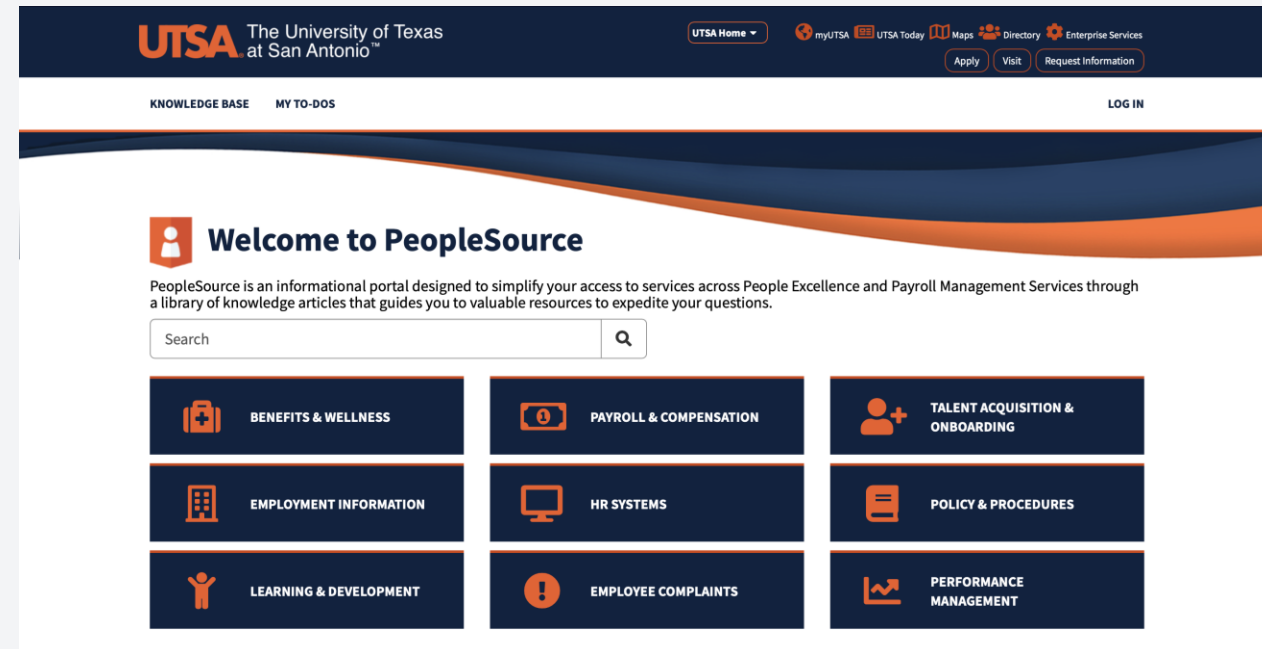 UTSA The University of Texas
at San Antonio™
UTSA Home
myUTSA UTSA Today Maps Directory Enterprise Services
Apply Visit Request Information
KNOWLEDGE BASE MY TO-DOS LOG IN
Welcome to PeopleSource
PeopleSource is an informational portal designed to simplify your access to services across People Excellence and Payroll Management Services through
a library of knowledge articles that guides you to valuable resources to expedite your questions.
Search
BENEFITS & WELLNESS
PAYROLL & COMPENSATION
TALENT ACQUISITION &
ONBOARDING
EMPLOYMENT INFORMATION
HR SYSTEMS
POLICY & PROCEDURES
LEARNING & DEVELOPMENT
EMPLOYEE COMPLAINTS
PERFORMANCE
MANAGEMENT